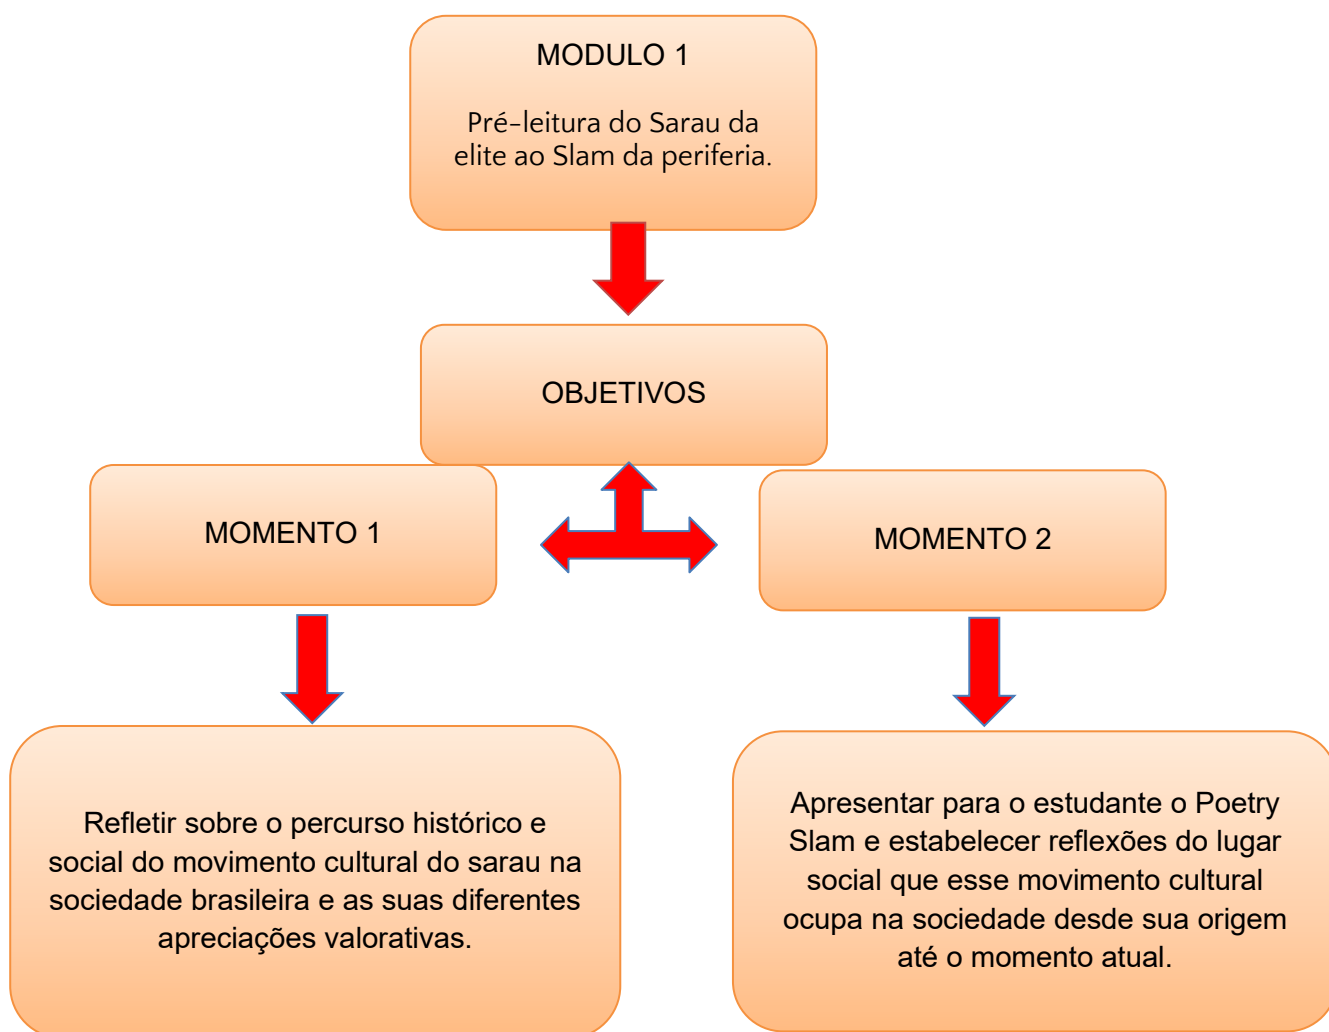 MODULO 1
Pré-leitura do Sarau da
elite ao Slam da periferia.
OBJETIVOS
MOMENTO 1
MOMENTO 2
Refletir sobre o percurso histórico e
social do movimento cultural do sarau na
sociedade brasileira e as suas diferentes
apreciações valorativas.
Apresentar para o estudante o Poetry
Slam e estabelecer reflexões do lugar
social que esse movimento cultural
ocupa na sociedade desde sua origem
até o momento atual.